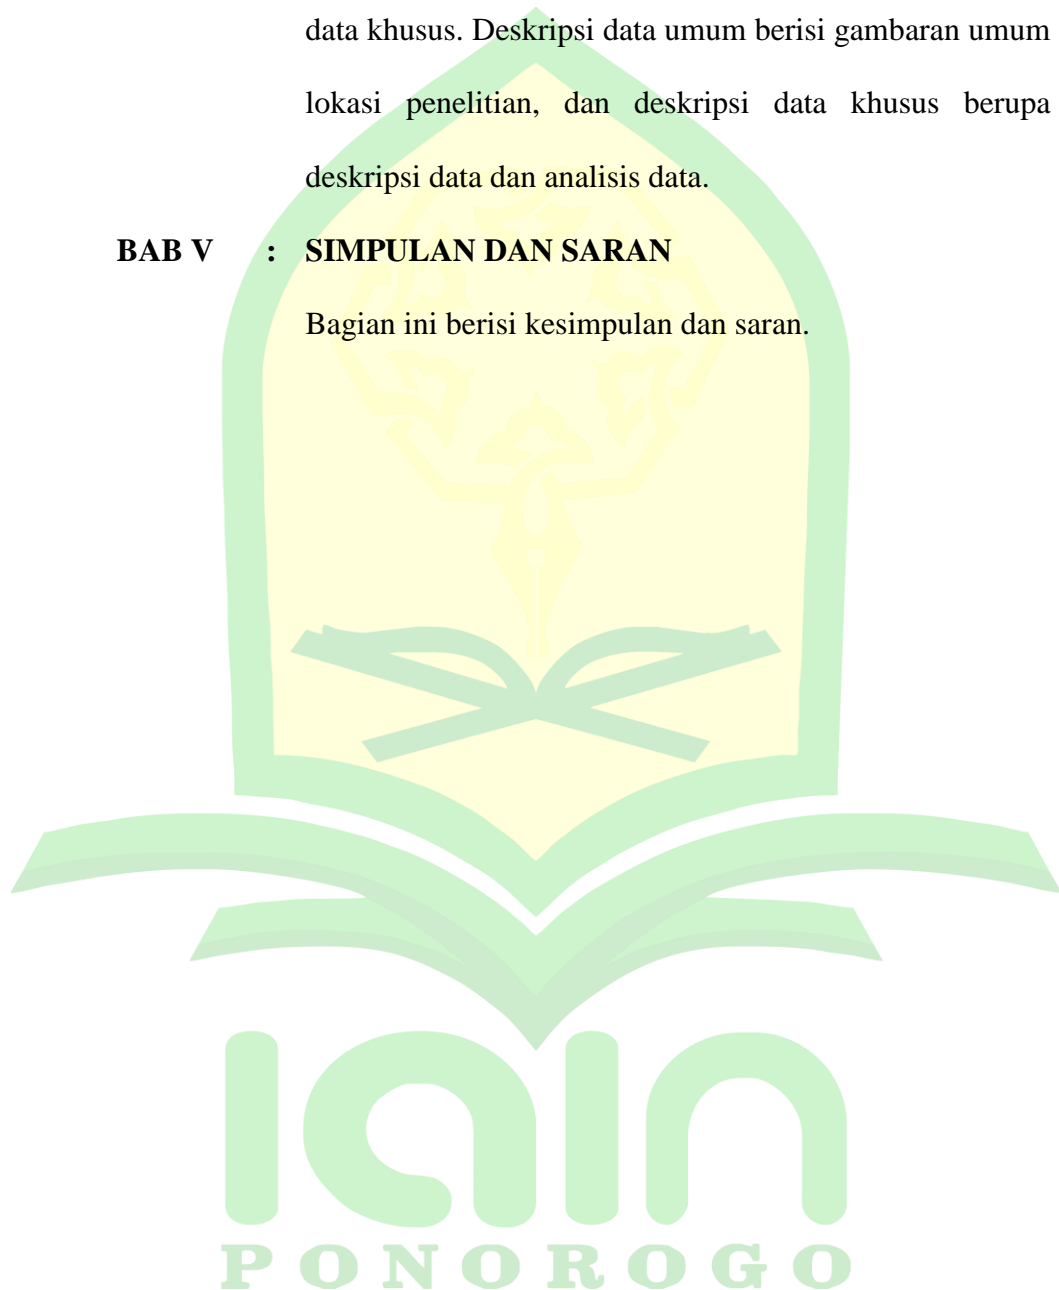 data khusus. Deskripsi data umum berisi gambaran umum
lokasi penelitian, dan deskripsi data khusus berupa
deskripsi data dan analisis data.
BAB V : SIMPULAN DAN SARAN
Bagian ini berisi kesimpulan dan saran.
iain
PONOROGO